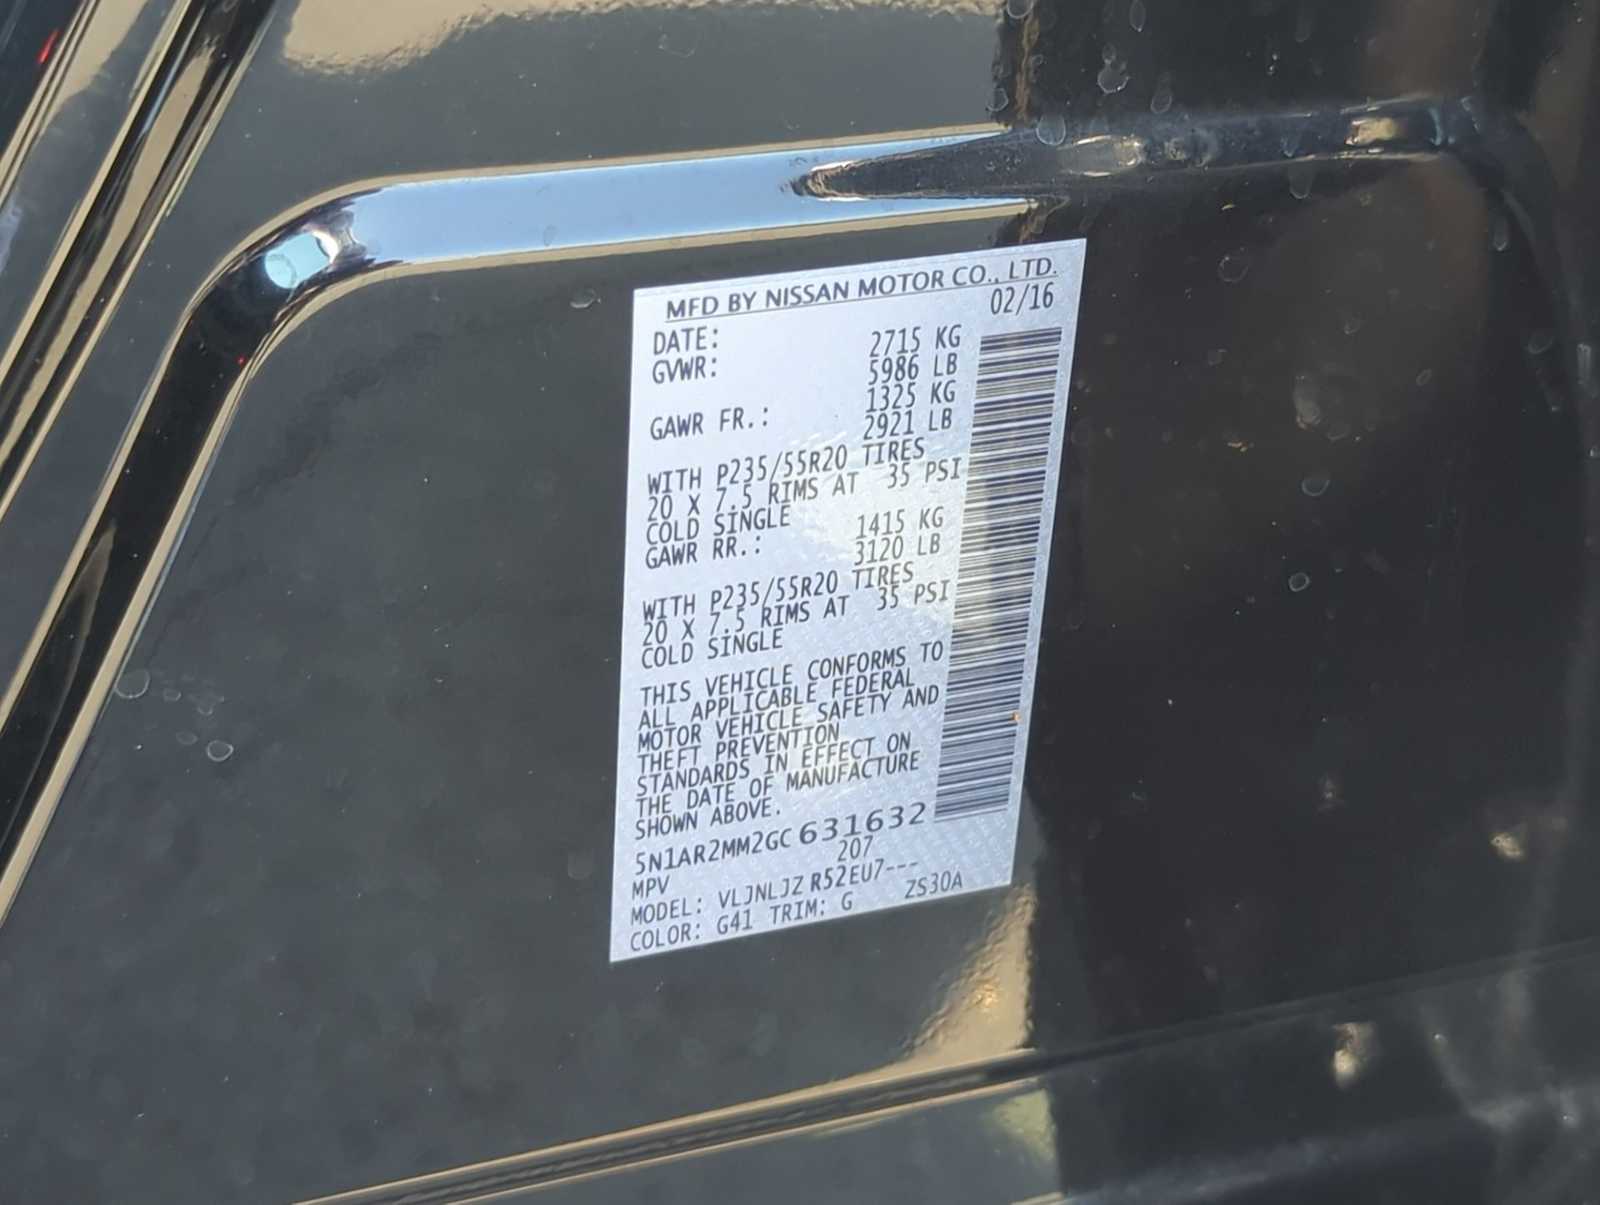 MFD BY NISSAN MOTOR CO., LTD.
DATE: 02/16
GVWR: 2715 KG
5986 LB
GAWR FR.: 1325 KG
2921 LB
WITH P235/55R20 TIRES
20 X 7.5 RIMS AT 35 PSI
COLD SINGLE
GAWR RR.: 1415 KG
3120 LB
WITH P235/55R20 TIRES
20 X 7.5 RIMS AT 35 PSI
COLD SINGLE
THIS VEHICLE CONFORMS TO
ALL APPLICABLE FEDERAL
MOTOR VEHICLE SAFETY AND
THEFT PREVENTION
STANDARDS IN EFFECT ON
THE DATE OF MANUFACTURE
SHOWN ABOVE.
5N1AR2MM2GC631632
MPV 207
MODEL: VLJNLJZ R52EU7---
COLOR: G41 TRIM: G ZS30A